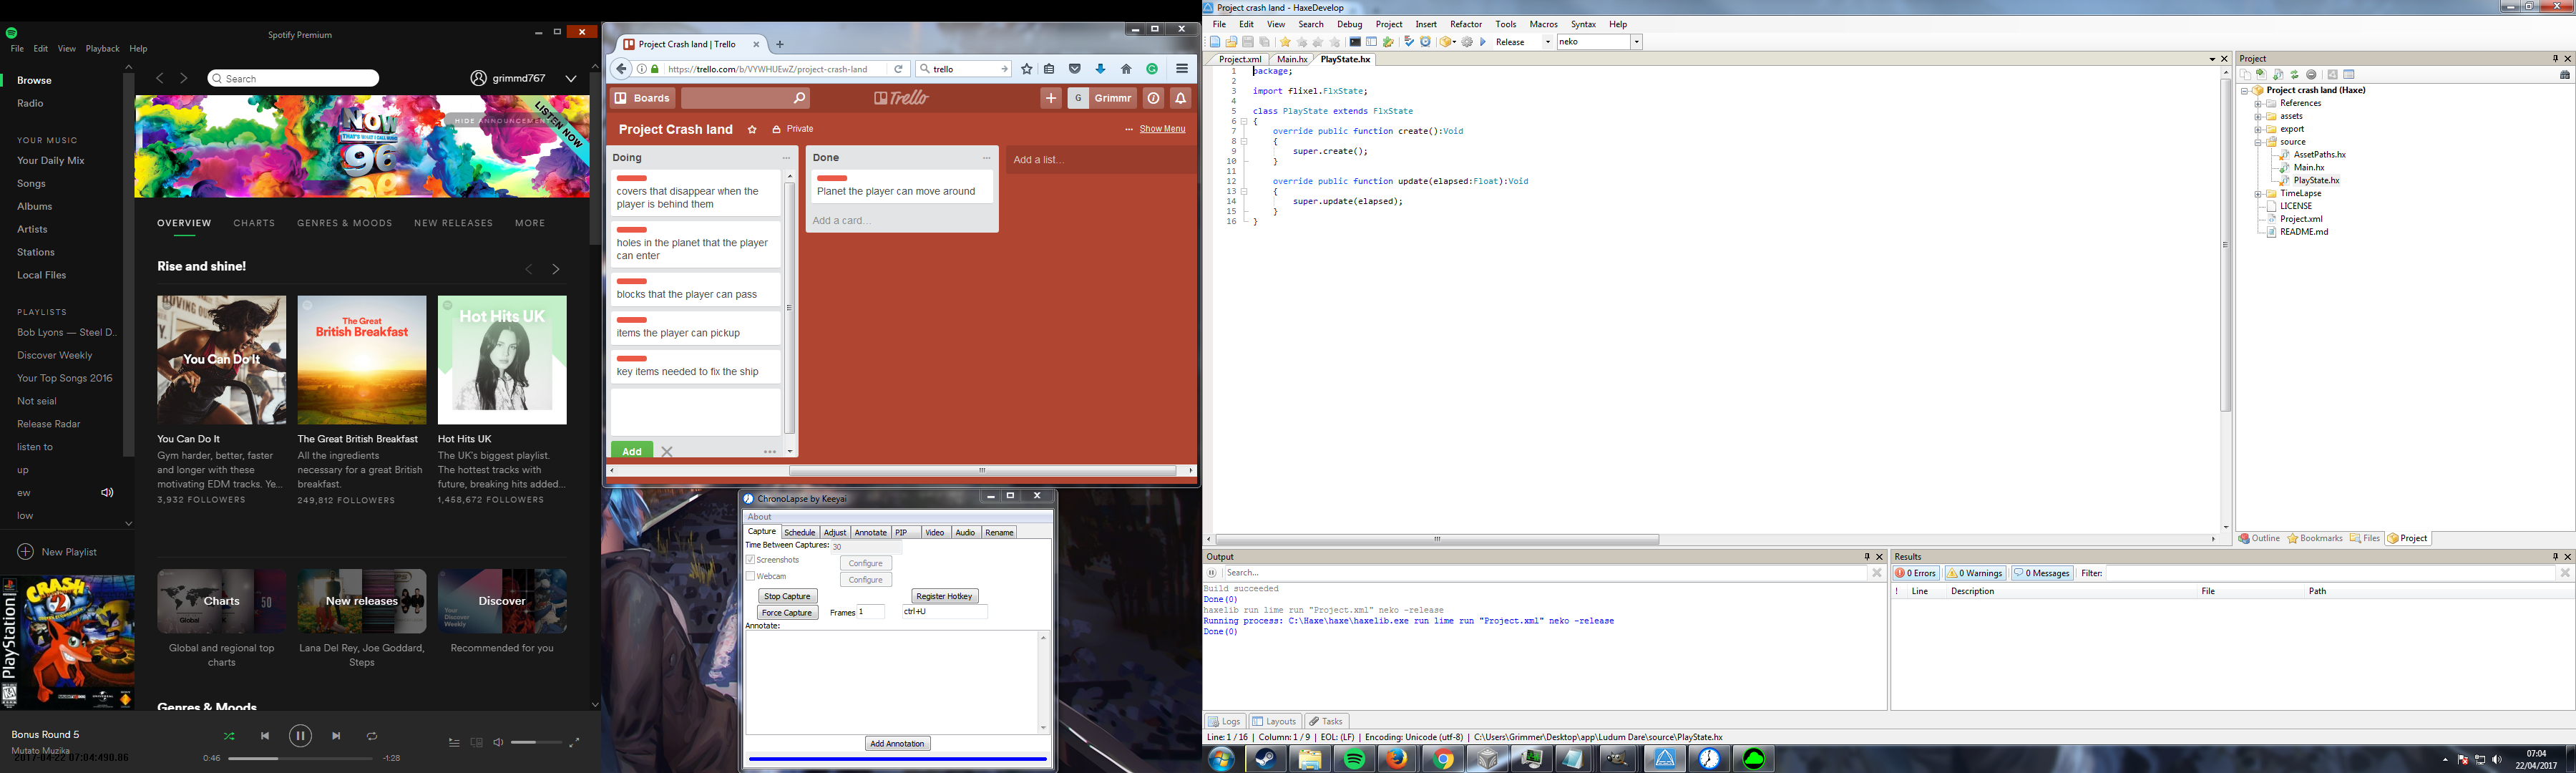 Spotify Premium
File Edit View Playback Help
Search
grimmd767
Browse
Radio
YOUR MUSIC
Your Daily Mix
Songs
Albums
Artists
Stations
Local Files
PLAYLISTS
Bob Lyons — Steel D..
Discover Weekly
Your Top Songs 2016
Not seial
Release Radar
listen to
up
ew
low
New Playlist
HIDE ANNOUNCEMENT
LISTEN NOW
NOW
THAT'S WHAT I CALL MUSIC
96
OVERVIEW CHARTS GENRES & MOODS NEW RELEASES MORE
Rise and shine!
You Can Do It
The Great
British Breakfast
Hot Hits UK
You Can Do It
Gym harder, better, faster
and longer with these
motivating EDM tracks. Ye...
3,932 FOLLOWERS
The Great British Breakfast
All the ingredients
necessary for a great British
breakfast.
249,812 FOLLOWERS
Hot Hits UK
The UK's biggest playlist.
The hottest tracks with
future, breaking hits added...
1,458,672 FOLLOWERS
Charts
New releases
Discover
Global and regional top
charts
Lana Del Rey, Joe Goddard,
Steps
Recommended for you
Genres & Moods
PlayStation
CRASH
2
Bonus Round 5
Mutato Muzika
2017-04-22 07:04:490.86
0:46
-1:28
Project Crash land | Trello
https://trello.com/b/VYWHUEwZ/project-crash-land
trello
Boards
Trello
G Grimmr
Project Crash land
Private
... Show Menu
Doing
covers that disappear when the
player is behind them
holes in the planet that the player
can enter
blocks that the player can pass
items the player can pickup
key items needed to fix the ship
Add
Done
Planet the player can move around
Add a card...
Add a list...
ChronoLapse by Keeyai
About
Capture Schedule Adjust Annotate PIP Video Audio Rename
Time Between Captures: 30
Screenshots Configure
Webcam Configure
Stop Capture Register Hotkey
Force Capture Frames 1 ctrl+U
Annotate:
Add Annotation
Project crash land - HaxeDevelop
File Edit View Search Debug Project Insert Refactor Tools Macros Syntax Help
Release neko
Project.xml Main.hx PlayState.hx
1 package;
2
3 import flixel.FlxState;
4
5 class PlayState extends FlxState
6 {
7 override public function create():Void
8 {
9 super.create();
10 }
11
12 override public function update(elapsed:Float):Void
13 {
14 super.update(elapsed);
15 }
16 }
Project
Project crash land (Haxe)
References
assets
export
source
AssetPaths.hx
Main.hx
PlayState.hx
TimeLapse
LICENSE
Project.xml
README.md
Outline Bookmarks Files Project
Output
Search...
Build succeeded
Done(0)
haxelib run lime run "Project.xml" neko -release
Running process: C:\Haxe\haxe\haxelib.exe run lime run "Project.xml" neko -release
Done(0)
Results
0 Errors 0 Warnings 0 Messages Filter:
! Line Description File Path
Logs Layouts Tasks
Line: 1 / 16 | Column: 1 / 9 | EOL: (LF) | Encoding: Unicode (utf-8) | C:\Users\Grimmer\Desktop\app\Ludum Dare\source\PlayState.hx
07:04
22/04/2017